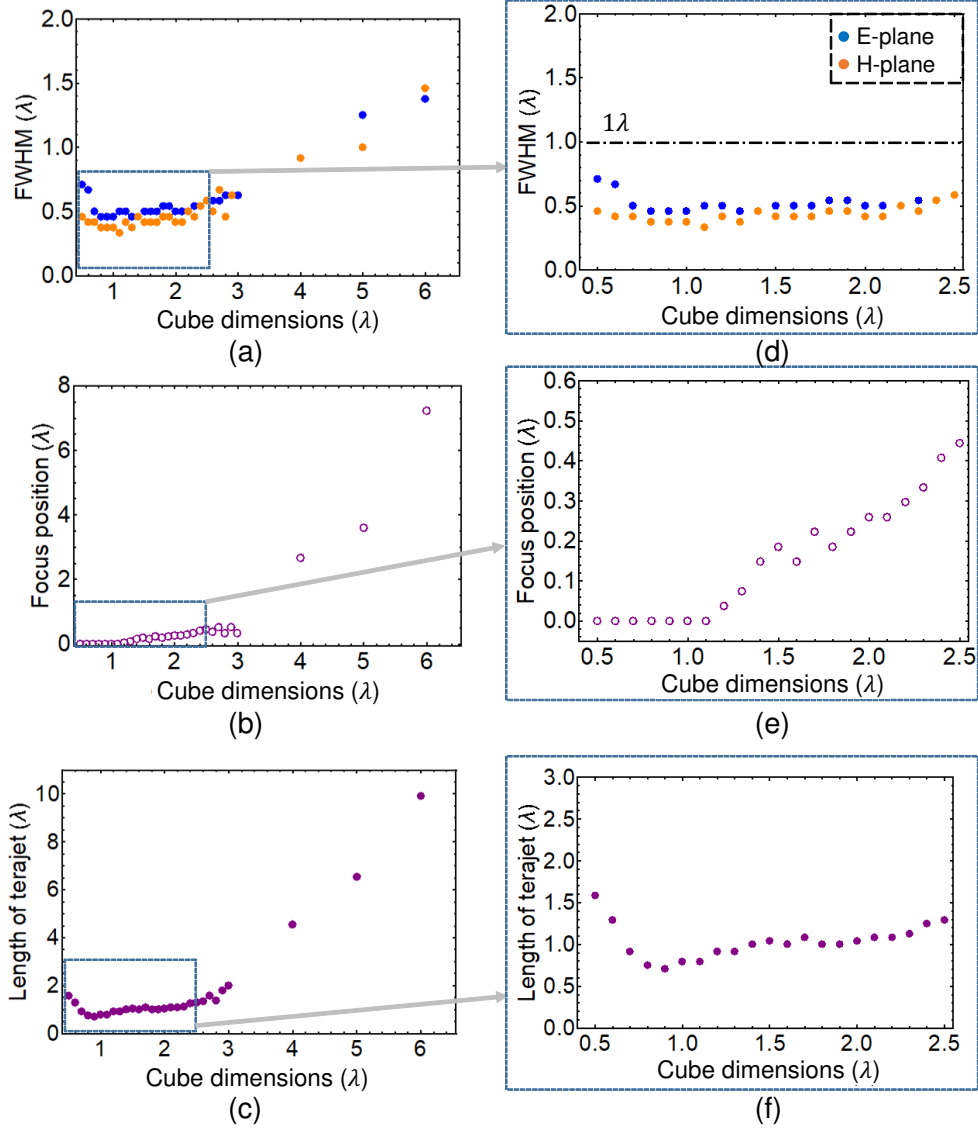 2.0
1.5
1.0
0.5
0.0
FWHM (λ)
1 2 3 4 5 6
Cube dimensions (λ)
(a)
2.0
1.5
1.0
0.5
0.0
FWHM (λ)
E-plane
H-plane
1λ
0.5 1.0 1.5 2.0 2.5
Cube dimensions (λ)
(d)
8
6
4
2
0
Focus position (λ)
1 2 3 4 5 6
Cube dimensions (λ)
(b)
0.6
0.5
0.4
0.3
0.2
0.1
0.0
Focus position (λ)
0.5 1.0 1.5 2.0 2.5
Cube dimensions (λ)
(e)
10
8
6
4
2
0
Length of terajet (λ)
1 2 3 4 5 6
Cube dimensions (λ)
(c)
3.0
2.5
2.0
1.5
1.0
0.5
0.0
Length of terajet (λ)
0.5 1.0 1.5 2.0 2.5
Cube dimensions (λ)
(f)